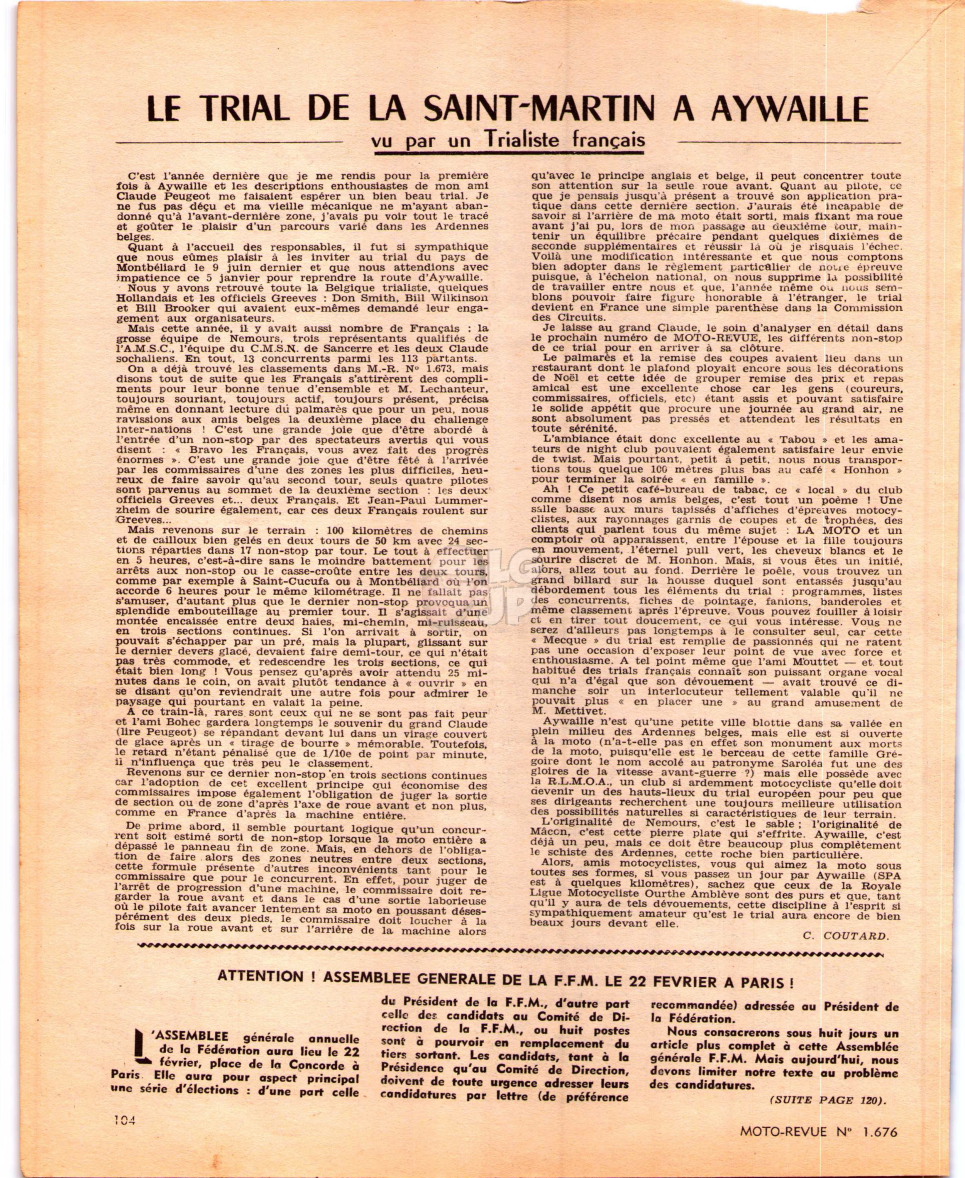 LE TRIAL DE LA SAINT-MARTIN A AYWAILLE
vu par un Trialiste français
C'est l'année dernière que je me rendis pour la première
fois à Aywaille et les descriptions enthousiastes de mon ami
Claude Peugeot me faisaient espérer un bien beau trial. Je
ne fus pas déçu et ma vieille mécanique ne m'ayant aban-
donné qu'à l'avant-dernière zone, j'avais pu voir tout le tracé
et goûter le plaisir d'un parcours varié dans les Ardennes
belges.
Quant à l'accueil des responsables, il fut si sympathique
que nous eûmes plaisir à les inviter au trial du pays de
Montbéliard le 9 juin dernier et que nous attendions avec
impatience ce 5 janvier pour reprendre la route d'Aywaille.
Nous y avons retrouvé toute la Belgique trialiste, quelques
Hollandais et les officiels Greeves : Don Smith, Bill Wilkinson
et Bill Brooker qui avaient eux-mêmes demandé leur enga-
gement aux organisateurs.
Mais cette année, il y avait aussi nombre de Français : la
grosse équipe de Nemours, trois représentants qualifiés de
l'A.M.S.C., l'équipe du C.M.S.N. de Sancerre et les deux Claude
sochaliens. En tout, 13 concurrents parmi les 113 partants.
On a déjà trouvé les classements dans M.-R. N° 1.673, mais
disons tout de suite que les Français s'attirèrent des compli-
ments pour leur bonne tenue d'ensemble et M. Lechanteur,
toujours souriant, toujours actif, toujours présent, précisa
même en donnant lecture du palmarès que pour un peu, nous
ravissions aux amis belges la deuxième place du challenge
inter-nations ! C'est une grande joie que d'être abordé à
l'entrée d'un non-stop par des spectateurs avertis qui vous
disent : « Bravo les Français, vous avez fait des progrès
énormes ». C'est une grande joie que d'être fêté à l'arrivée
par les commissaires d'une des zones les plus difficiles, heu-
reux de faire savoir qu'au second tour, seuls quatre pilotes
sont parvenus au sommet de la deuxième section : les deux
officiels Greeves et... deux Français. Et Jean-Paul Lummer-
zheim de sourire également, car ces deux Français roulent sur
Greeves...
Mais revenons sur le terrain : 100 kilomètres de chemins
et de cailloux bien gelés en deux tours de 50 km avec 24 sec-
tions réparties dans 17 non-stop par tour. Le tout à effectuer
en 5 heures, c'est-à-dire sans le moindre battement pour les
arrêts aux non-stop ou le casse-croûte entre les deux tours,
comme par exemple à Saint-Cucufa ou à Montbéliard où l'on
accorde 6 heures pour le même kilométrage. Il ne fallait pas
s'amuser, d'autant plus que le dernier non-stop provoqua un
splendide embouteillage au premier tour. Il s'agissait d'une
montée encaissée entre deux haies, mi-chemin, mi-ruisseau,
en trois sections continues. Si l'on arrivait à sortir, on
pouvait s'échapper par un pré, mais la plupart, glissant sur
le dernier devers glacé, devaient faire demi-tour, ce qui n'était
pas très commode, et redescendre les trois sections, ce qui
était bien long ! Vous pensez qu'après avoir attendu 25 mi-
nutes dans le coin, on avait plutôt tendance à « ouvrir » en
se disant qu'on reviendrait une autre fois pour admirer le
paysage qui pourtant en valait la peine.
A ce train-là, rares sont ceux qui ne se sont pas fait peur
et l'ami Bohec gardera longtemps le souvenir du grand Claude
(lire Peugeot) se répandant devant lui dans un virage couvert
de glace après un « tirage de bourre » mémorable. Toutefois,
le retard n'étant pénalisé que de 1/10e de point par minute,
il n'influença que très peu le classement.
Revenons sur ce dernier non-stop en trois sections continues
car l'adoption de cet excellent principe qui économise des
commissaires impose également l'obligation de juger la sortie
de section ou de zone d'après l'axe de roue avant et non plus,
comme en France d'après la machine entière.
De prime abord, il semble pourtant logique qu'un concur-
rent soit estimé sorti de non-stop lorsque la moto entière a
dépassé le panneau fin de zone. Mais, en dehors de l'obliga-
tion de faire alors des zones neutres entre deux sections,
cette formule présente d'autres inconvénients tant pour le
commissaire que pour le concurrent. En effet, pour juger de
l'arrêt de progression d'une machine, le commissaire doit re-
garder la roue avant et dans le cas d'une sortie laborieuse
où le pilote fait avancer lentement sa moto en poussant déses-
pérément des deux pieds, le commissaire doit loucher à la
fois sur la roue avant et sur l'arrière de la machine alors
qu'avec le principe anglais et belge, il peut concentrer toute
son attention sur la seule roue avant. Quant au pilote, ce
que je pensais jusqu'à présent a trouvé son application pra-
tique dans cette dernière section. J'aurais été incapable de
savoir si l'arrière de ma moto était sorti, mais fixant ma roue
avant j'ai pu, lors de mon passage au deuxième tour, main-
tenir un équilibre précaire pendant quelques dixièmes de
seconde supplémentaires et réussir là où je risquais l'échec.
Voilà une modification intéressante et que nous comptons
bien adopter dans le règlement particulier de notre épreuve
puisque, à l'échelon national, on nous supprime la possibilité
de travailler entre nous et que, l'année même où nous sem-
blons pouvoir faire figure honorable à l'étranger, le trial
devient en France une simple parenthèse dans la Commission
des Circuits.
Je laisse au grand Claude, le soin d'analyser en détail dans
le prochain numéro de MOTO-REVUE, les différents non-stop
de ce trial pour en arriver à sa clôture.
Le palmarès et la remise des coupes avaient lieu dans un
restaurant dont le plafond ployait encore sous les décorations
de Noël et cette idée de grouper remise des prix et repas
amical est une excellente chose car les gens (coureurs,
commissaires, officiels, etc) étant assis et pouvant satisfaire
le solide appétit que procure une journée au grand air, ne
sont absolument pas pressés et attendent les résultats en
toute sérénité.
L'ambiance était donc excellente au « Tabou » et les ama-
teurs de night club pouvaient également satisfaire leur envie
de twist. Mais pourtant, petit à petit, nous nous transpor-
tions tous quelque 100 mètres plus bas au café « Honhon »
pour terminer la soirée « en famille ».
Ah ! Ce petit café-bureau de tabac, ce « local » du club
comme disent nos amis belges, c'est tout un poème ! Une
salle basse aux murs tapissés d'affiches d'épreuves motocy-
clistes, aux rayonnages garnis de coupes et de trophées, des
clients qui parlent tous du même sujet : LA MOTO et un
comptoir où apparaissent, entre l'épouse et la fille toujours
en mouvement, l'éternel pull vert, les cheveux blancs et le
sourire discret de M. Honhon. Mais, si vous êtes un initié,
alors, allez tout au fond. Derrière le poêle, vous trouvez un
grand billard sur la housse duquel sont entassés jusqu'au
débordement tous les éléments du trial : programmes, listes
des concurrents, fiches de pointage, fanions, banderoles et
même classement après l'épreuve. Vous pouvez fouiller à loisir
et en tirer tout doucement, ce qui vous intéresse. Vous ne
serez d'ailleurs pas longtemps à le consulter seul, car cette
« Mecque » du trial est remplie de passionnés qui ne ratent
pas une occasion d'exposer leur point de vue avec force et
enthousiasme. A tel point même que l'ami Mouttet — et tout
habitué des trials français connaît son puissant organe vocal
qui n'a d'égal que son dévouement — avait trouvé ce di-
manche soir un interlocuteur tellement valable qu'il ne
pouvait plus « en placer une » au grand amusement de
M. Mettivet.
Aywaille n'est qu'une petite ville blottie dans sa vallée en
plein milieu des Ardennes belges, mais elle est si ouverte
à la moto (n'a-t-elle pas en effet son monument aux morts
de la moto, puisqu'elle est le berceau de cette famille Gré-
goire dont le nom accolé au patronyme Saroléa fut une des
gloires de la vitesse avant-guerre ?) mais elle possède avec
la R.L.M.O.A., un club si ardemment motocycliste qu'elle doit
devenir un des hauts-lieux du trial européen pour peu que
ses dirigeants recherchent une toujours meilleure utilisation
des possibilités naturelles si caractéristiques de leur terrain.
L'originalité de Nemours, c'est le sable ; l'originalité de
Mâcon, c'est cette pierre plate qui s'effrite. Aywaille, c'est
déjà un peu, mais ce doit être beaucoup plus complètement
le schiste des Ardennes, cette roche bien particulière.
Alors, amis motocyclistes, vous qui aimez la moto sous
toutes ses formes, si vous passez un jour par Aywaille (SPA
est à quelques kilomètres), sachez que ceux de la Royale
Ligue Motocycliste Ourthe Amblève sont des purs et que, tant
qu'il y aura de tels dévouements, cette discipline à l'esprit si
sympathiquement amateur qu'est le trial aura encore de bien
beaux jours devant elle.
C. COUTARD.
ATTENTION ! ASSEMBLEE GENERALE DE LA F.F.M. LE 22 FEVRIER A PARIS !
L'ASSEMBLEE générale annuelle
de la Fédération aura lieu le 22
février, place de la Concorde à
Paris. Elle aura pour aspect principal
une série d'élections : d'une part celle
du Président de la F.F.M., d'autre part
celle des candidats au Comité de Di-
rection de la F.F.M., ou huit postes
sont à pourvoir en remplacement du
tiers sortant. Les candidats, tant à la
Présidence qu'au Comité de Direction,
doivent de toute urgence adresser leurs
candidatures par lettre (de préférence
recommandée) adressée au Président de
la Fédération.
Nous consacrerons sous huit jours un
article plus complet à cette Assemblée
générale F.F.M. Mais aujourd'hui, nous
devons limiter notre texte au problème
des candidatures.
(SUITE PAGE 120).
104
MOTO-REVUE N° 1.676